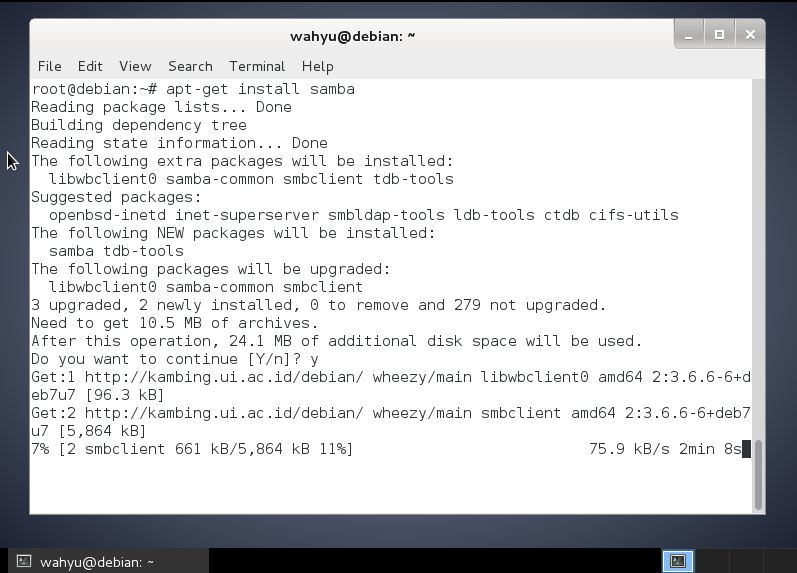 wahyu@debian: ~
File Edit View Search Terminal Help
root@debian:~# apt-get install samba
Reading package lists... Done
Building dependency tree
Reading state information... Done
The following extra packages will be installed:
  libwbclient0 samba-common smbclient tdb-tools
Suggested packages:
  openbsd-inetd inet-superserver smbldap-tools ldb-tools ctdb cifs-utils
The following NEW packages will be installed:
  samba tdb-tools
The following packages will be upgraded:
  libwbclient0 samba-common smbclient
3 upgraded, 2 newly installed, 0 to remove and 279 not upgraded.
Need to get 10.5 MB of archives.
After this operation, 24.1 MB of additional disk space will be used.
Do you want to continue [Y/n]? y
Get:1 http://kambing.ui.ac.id/debian/ wheezy/main libwbclient0 amd64 2:3.6.6-6+d
eb7u7 [96.3 kB]
Get:2 http://kambing.ui.ac.id/debian/ wheezy/main smbclient amd64 2:3.6.6-6+deb7
u7 [5,864 kB]
7% [2 smbclient 661 kB/5,864 kB 11%] 75.9 kB/s 2min 8s
wahyu@debian: ~